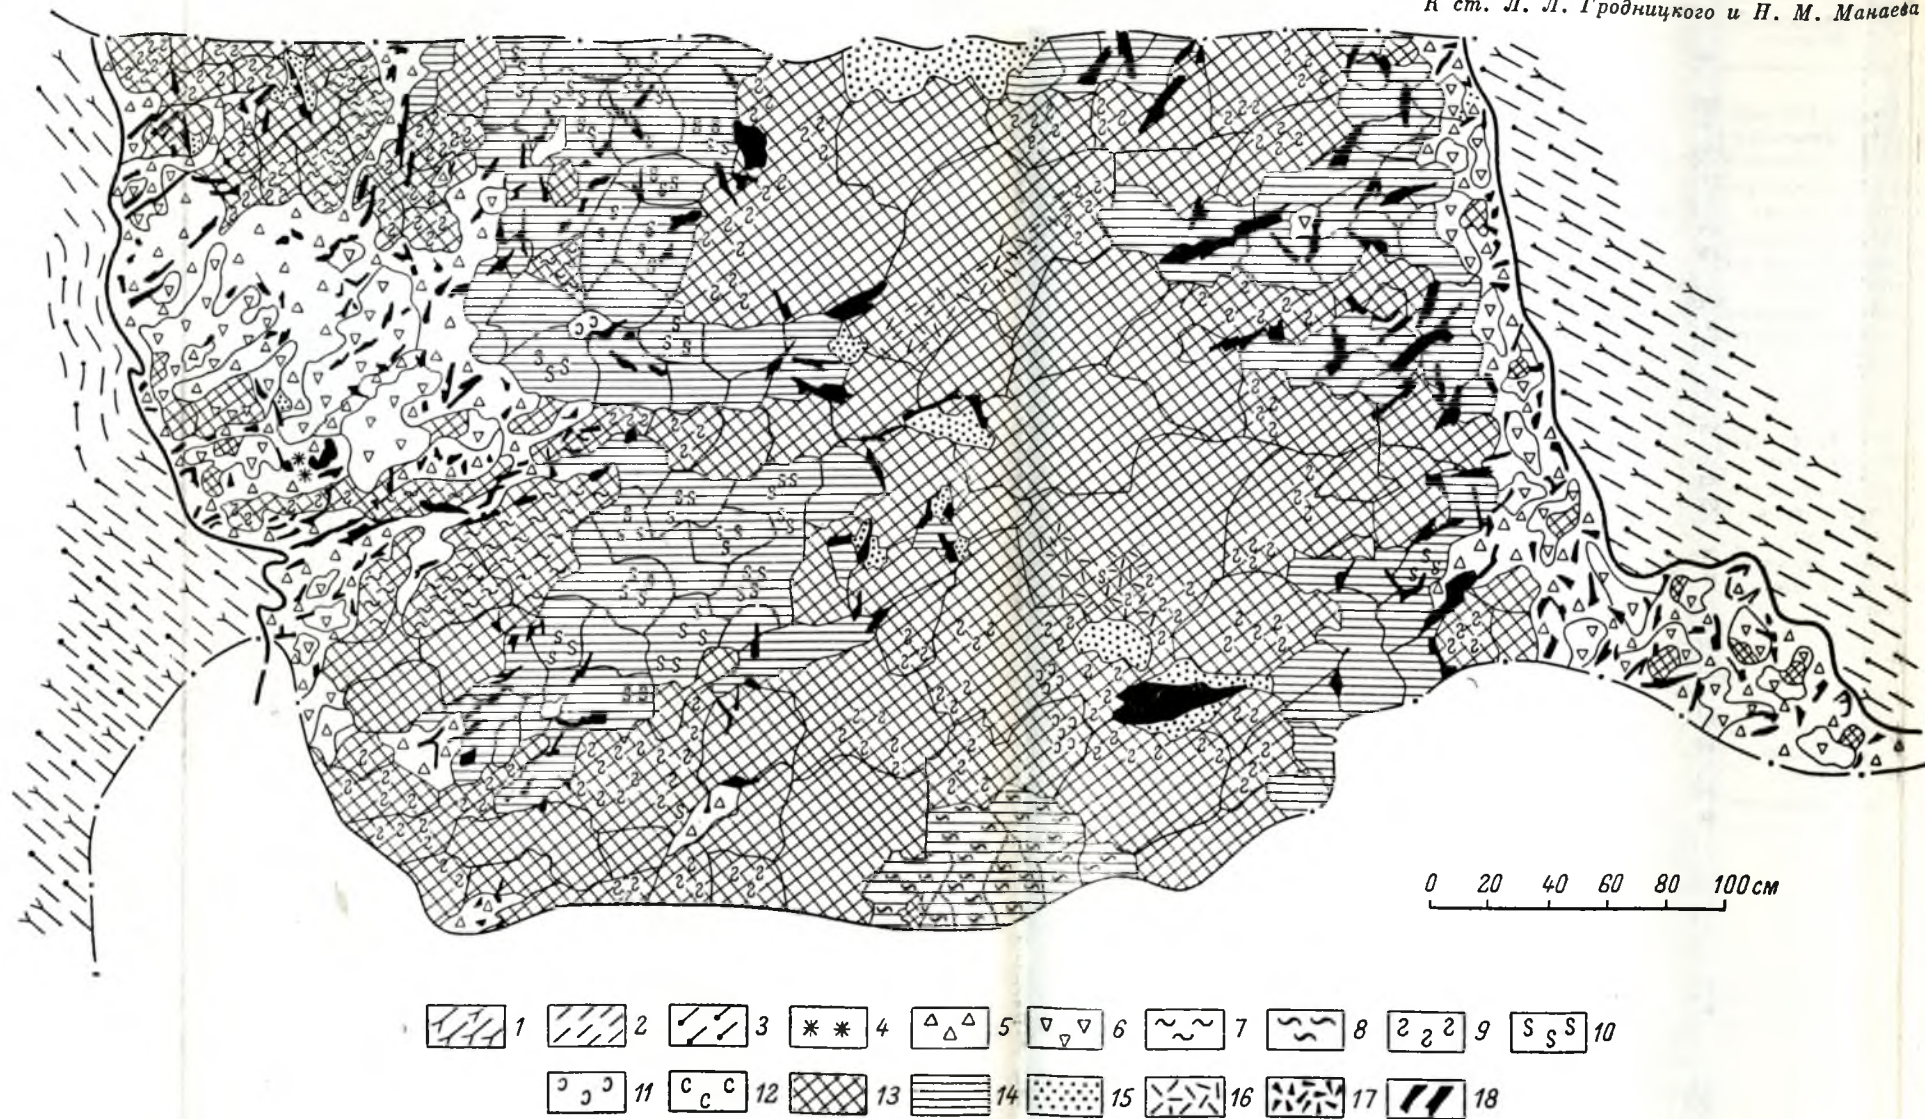 К ст. Л. Л. Гродницкого и Н. М. Манаева
0 20 40 60 80 100 см
1 2 3 4 5 6 7 8 9 10
11 12 13 14 15 16 17 18